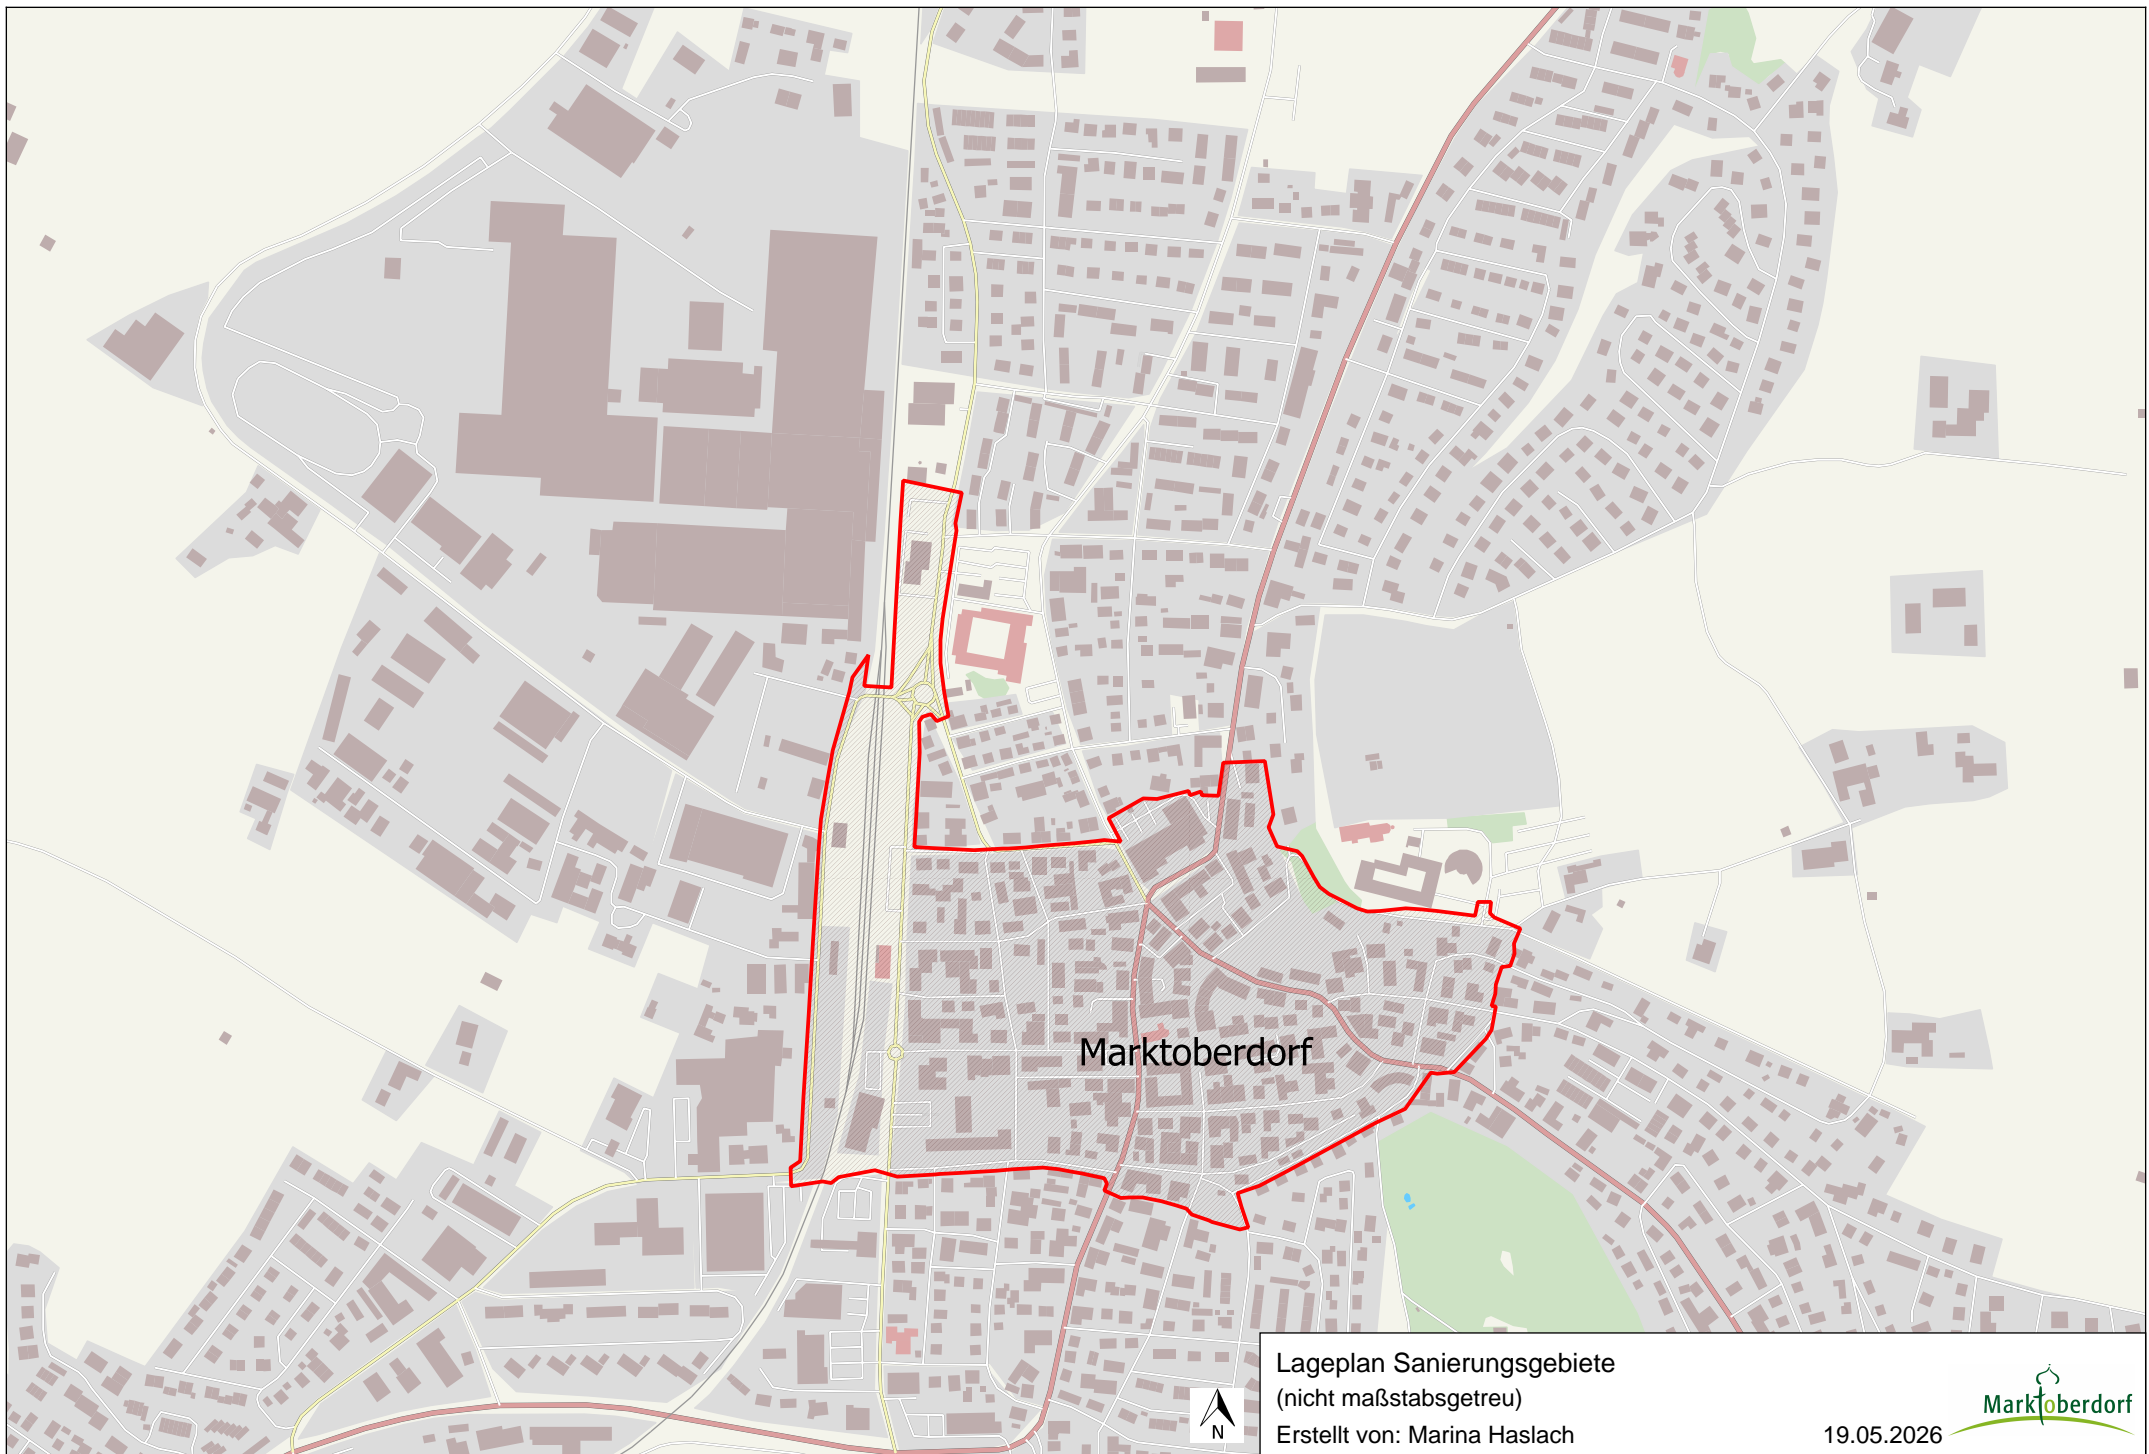 Marktoberdorf
Lageplan Sanierungsgebiete
(nicht maßstabsgetreu)
Erstellt von: Marina Haslach
19.05.2026
Marktoberdorf
N